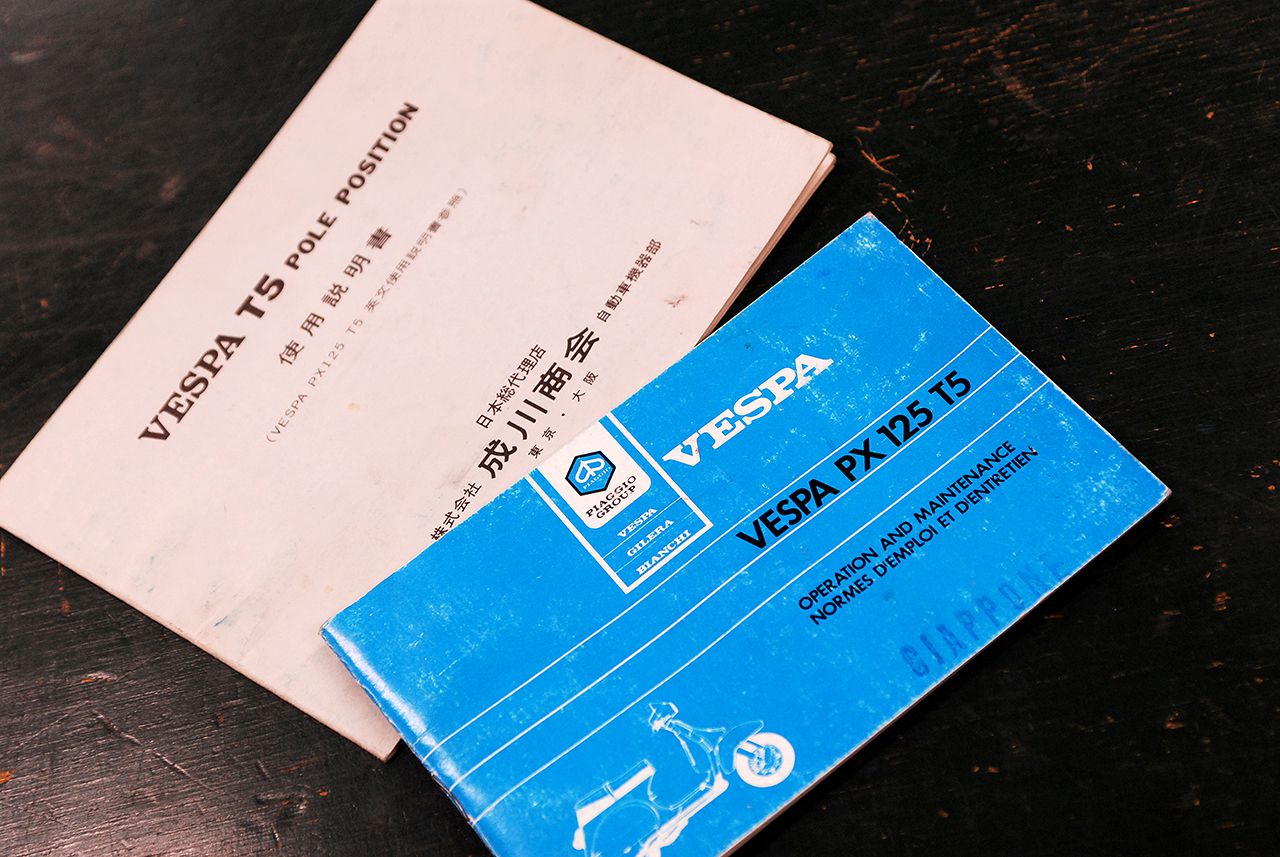 VESPA T5 POLE POSITION
使用説明書
(VESPA PX125 T5 英文使用説明書参照)
日本総代理店
株式会社 成川商会 自動車機器部
東京・大阪
PIAGGIO
PIAGGIO
GROUP
VESPA
GILERA
BIANCHI
VESPA
VESPA PX 125 T5
OPERATION AND MAINTENANCE
NORMES D'EMPLOI ET D'ENTRETIEN
GIAPPONE